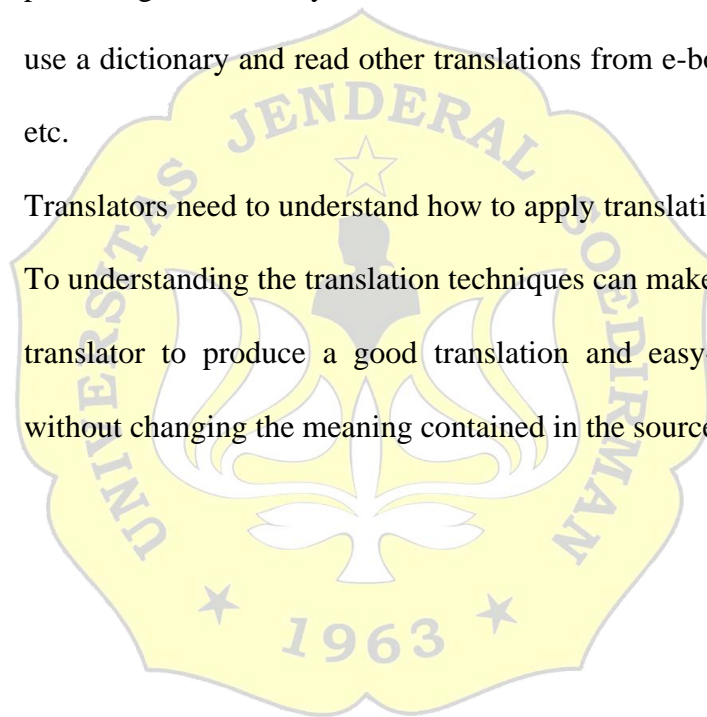 use a dictionary and read other translations from e-bo
etc.
Translators need to understand how to apply translati
To understanding the translation techniques can make
translator to produce a good translation and easy-
without changing the meaning contained in the source
UNIVERSITAS JENDERAL SOEDIRMAN
1963